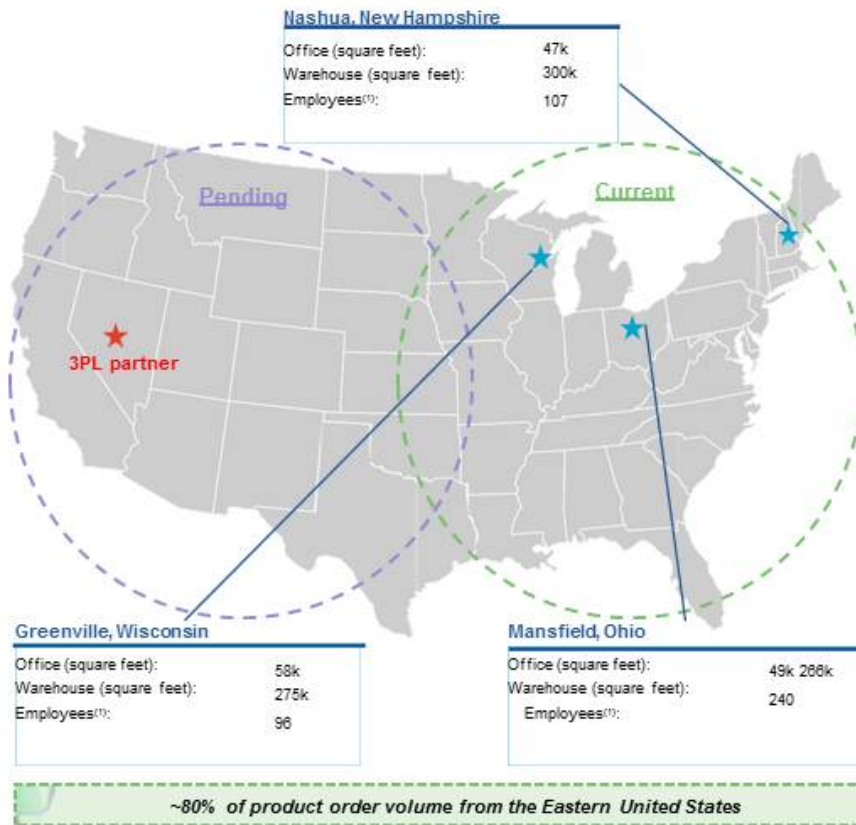 Nashua, New Hampshire
Office (square feet): 47k
Warehouse (square feet): 300k
Employees(1): 107
Pending
Current
3PL partner
Greenville, Wisconsin
Office (square feet): 58k
Warehouse (square feet): 275k
Employees(1): 96
Mansfield, Ohio
Office (square feet): 49k 266k
Warehouse (square feet): 240
Employees(1):
~80% of product order volume from the Eastern United States